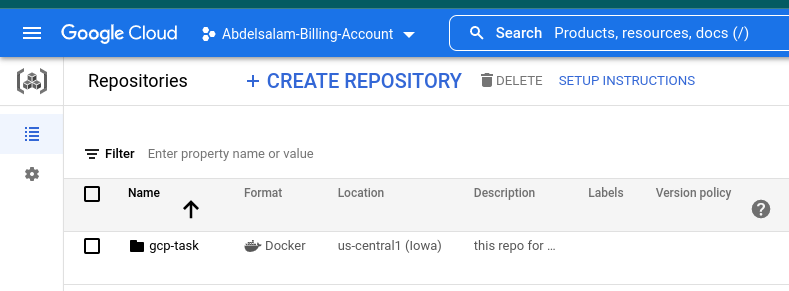 Google Cloud Abdelsalam-Billing-Account Search Products, resources, docs (/)
Repositories + CREATE REPOSITORY DELETE SETUP INSTRUCTIONS
Filter Enter property name or value
Name Format Location Description Labels Version policy ?
gcp-task Docker us-central1 (Iowa) this repo for ...